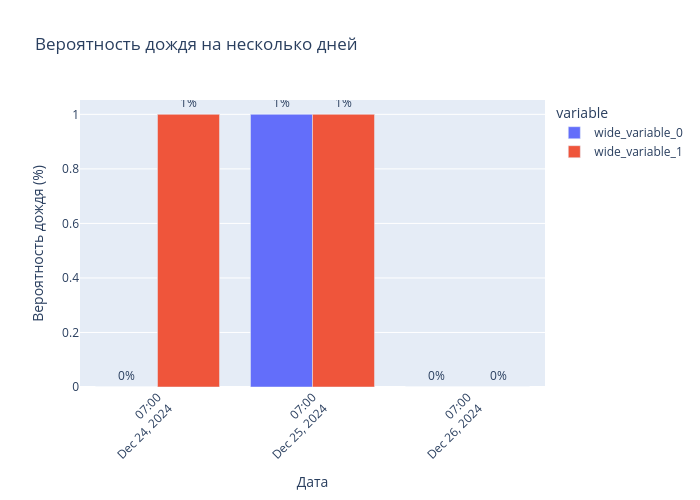 Вероятность дождя на несколько дней
variable
wide_variable_0
wide_variable_1
Вероятность дождя (%)
1
0.8
0.6
0.4
0.2
0
0%
1%
1%
1%
0%
0%
07:00
Dec 24, 2024
07:00
Dec 25, 2024
07:00
Dec 26, 2024
Дата